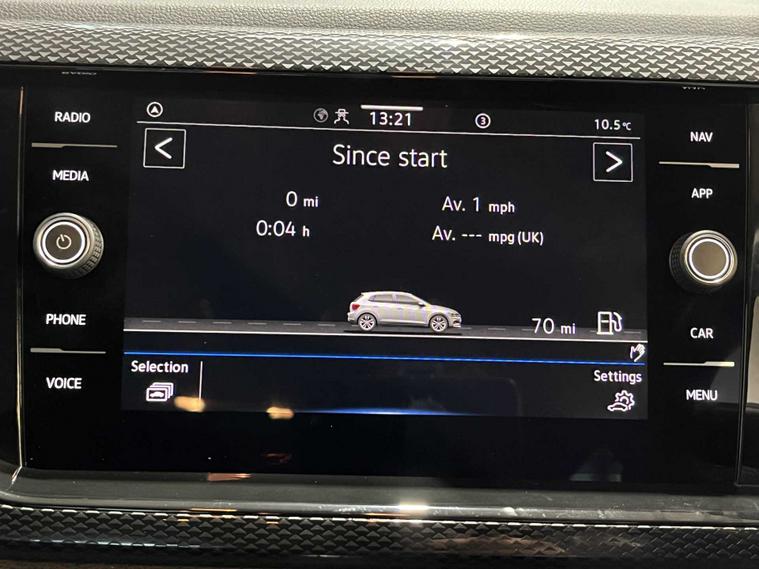 RADIO
MEDIA
PHONE
VOICE
13:21
3
10.5°C
<
Since start
>
0 mi
Av. 1 mph
0:04 h
Av. --- mpg (UK)
70 mi
Selection
Settings
NAV
APP
CAR
MENU